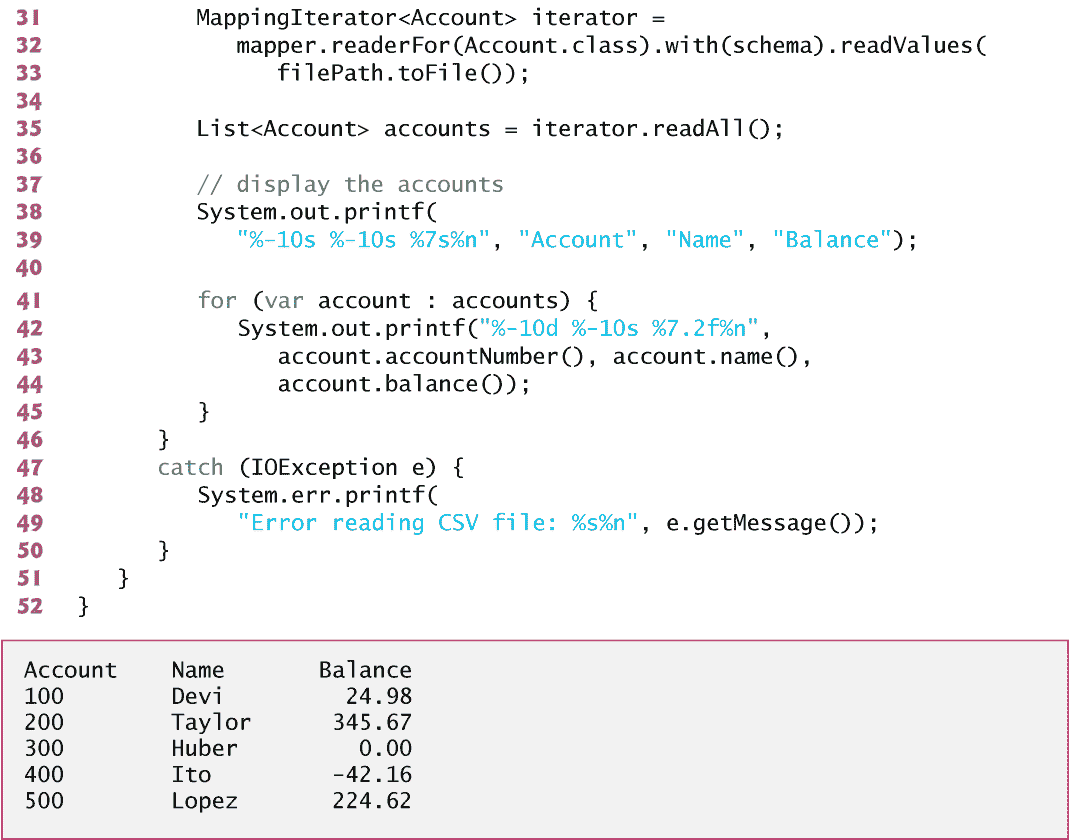 31 MappingIterator<Account> iterator =
32 mapper.readerFor(Account.class).with(schema).readValues(
33 filePath.toFile());
34
35 List<Account> accounts = iterator.readAll();
36
37 // display the accounts
38 System.out.printf(
39 "%-10s %-10s %7s%n", "Account", "Name", "Balance");
40
41 for (var account : accounts) {
42 System.out.printf("%-10d %-10s %7.2f%n",
43 account.accountNumber(), account.name(),
44 account.balance());
45 }
46 }
47 catch (IOException e) {
48 System.err.printf(
49 "Error reading CSV file: %s%n", e.getMessage());
50 }
51 }
52 }
Account Name Balance
100 Devi 24.98
200 Taylor 345.67
300 Huber 0.00
400 Ito -42.16
500 Lopez 224.62